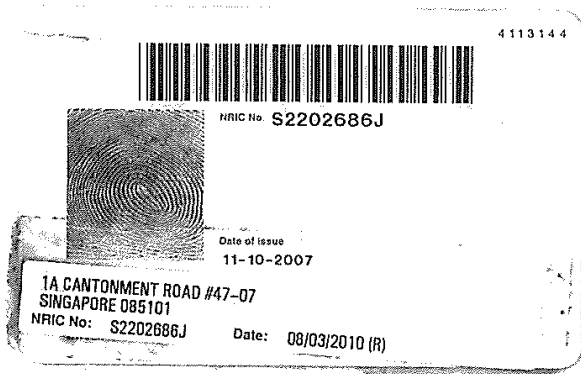 4113144
NRIC No. S2202686J
Date of Issue
11-10-2007
1A CANTONMENT ROAD #47-07
SINGAPORE 085101
NRIC No: S2202686J Date: 08/03/2010 (R)